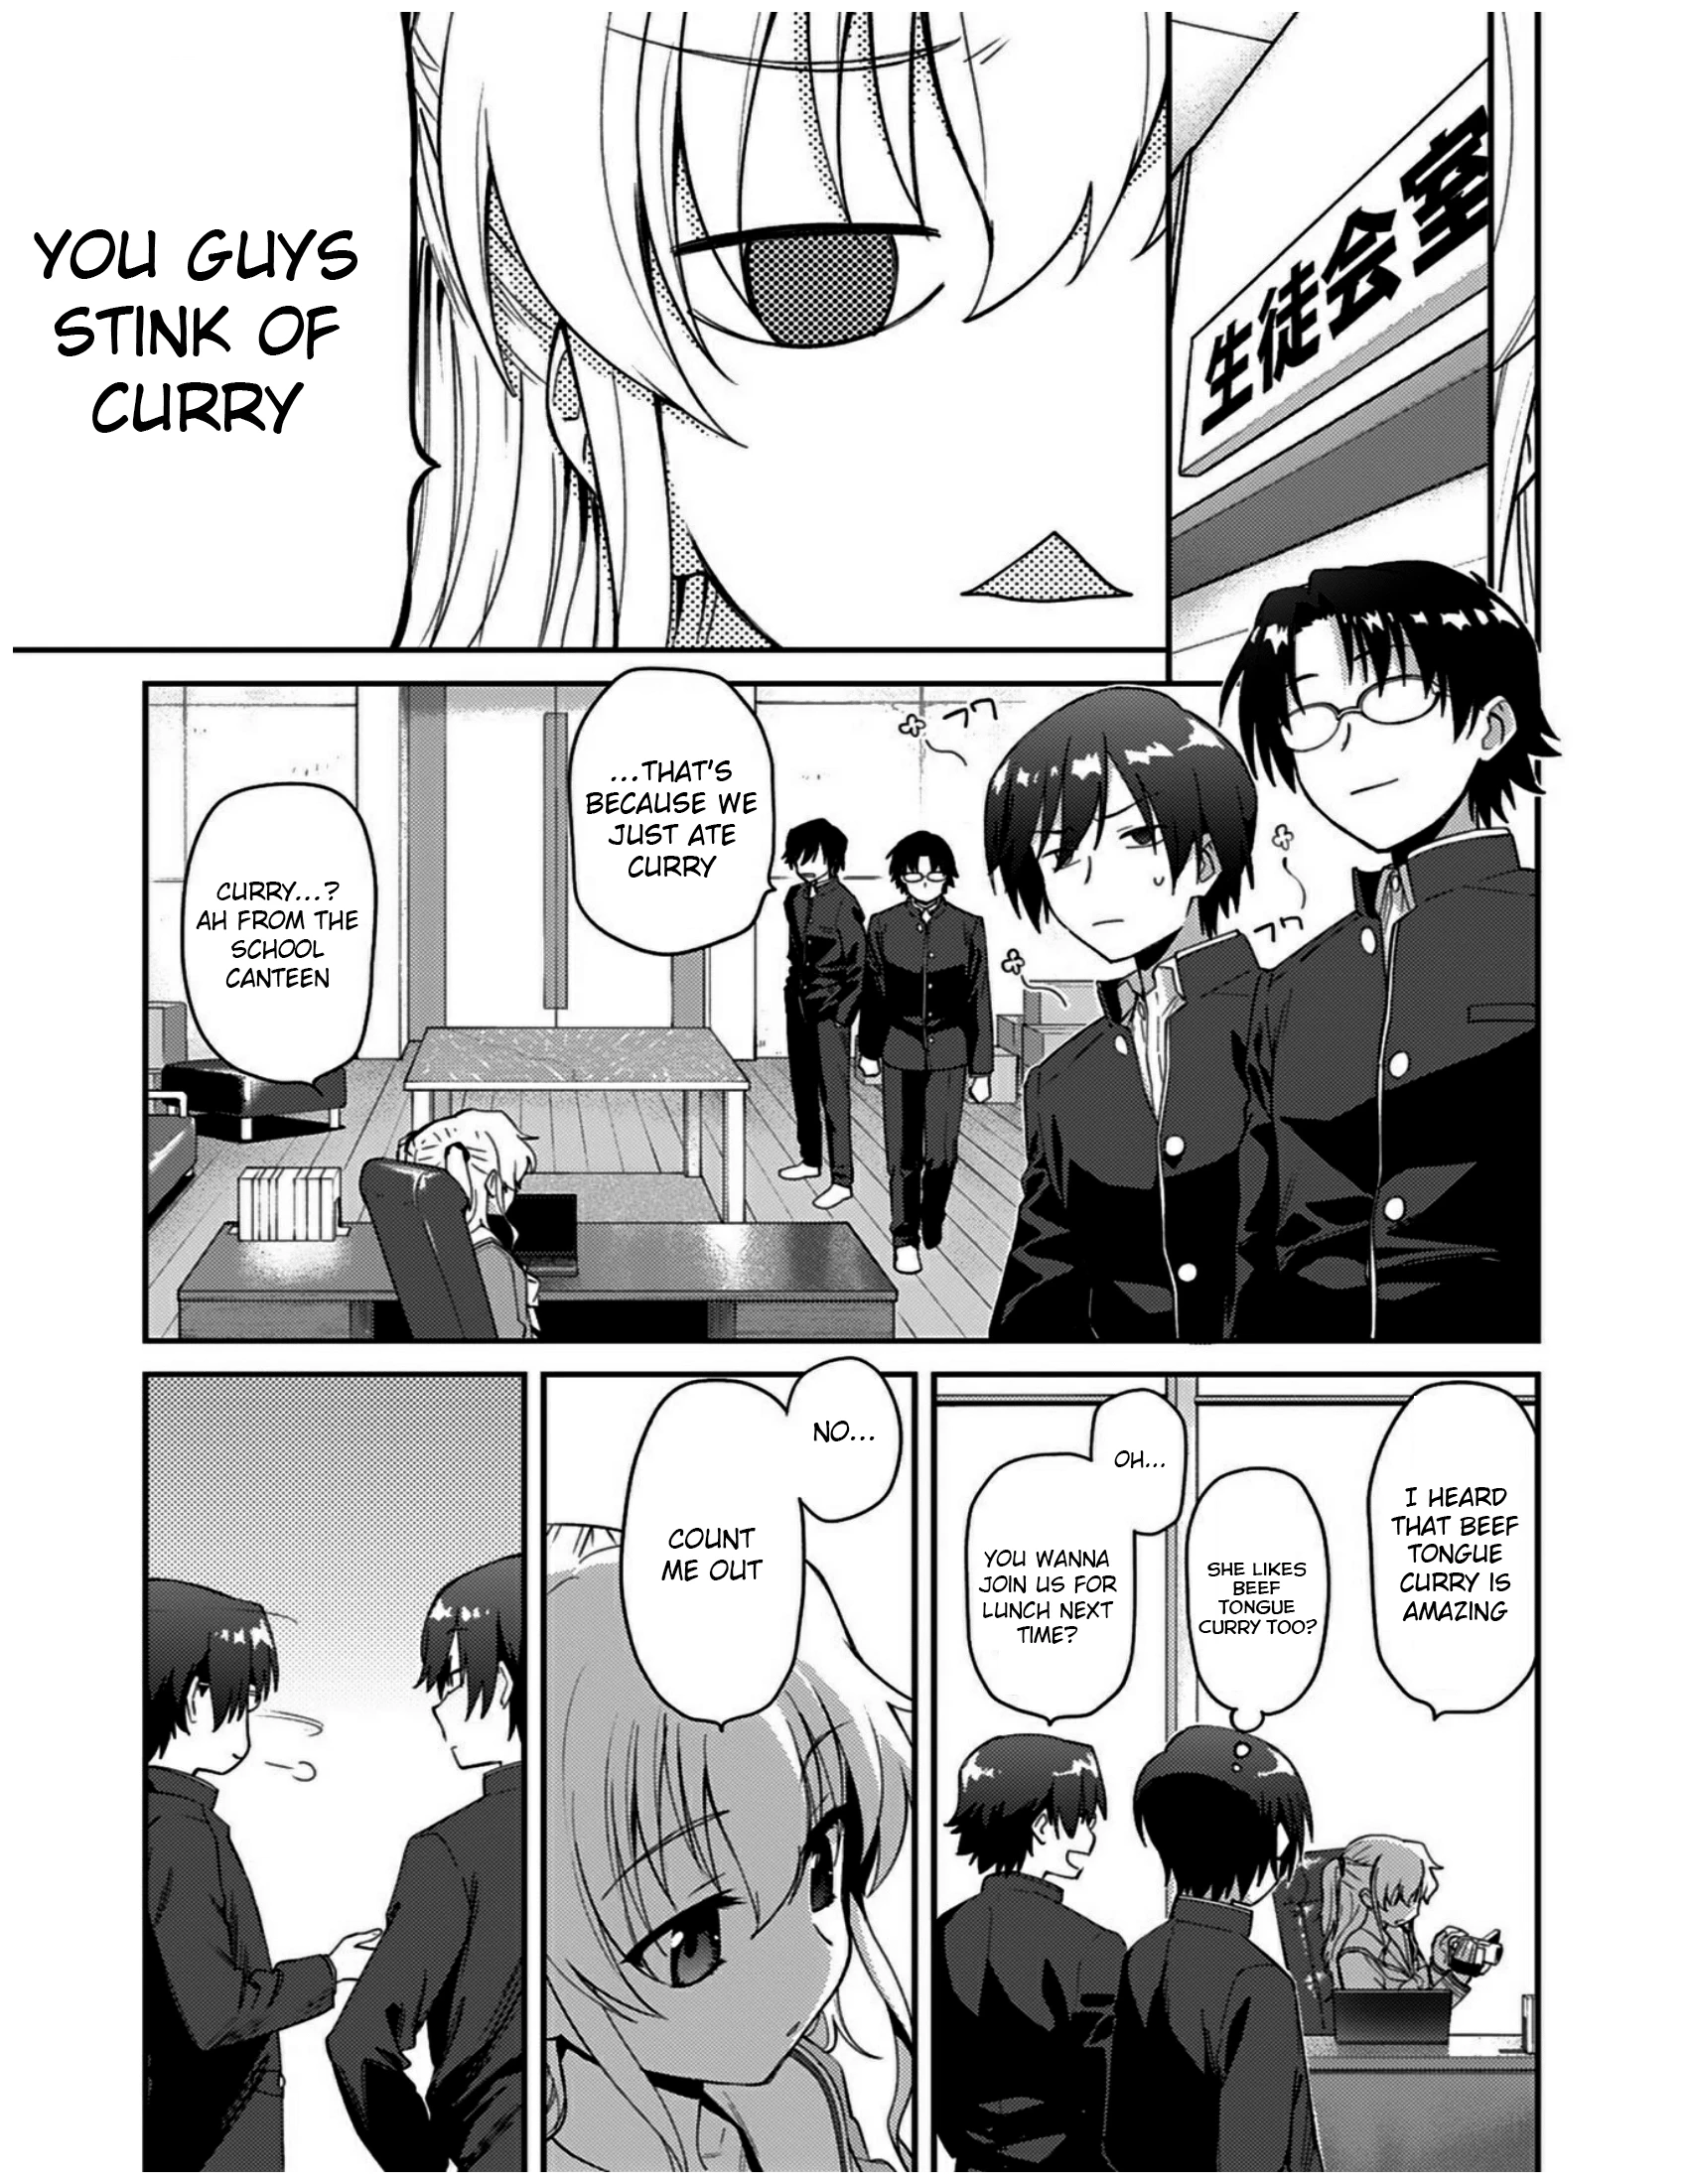 生徒会室
YOU GUYS
STINK OF
CURRY
フワ
フワ
...THAT'S
BECAUSE WE
JUST ATE
CURRY
CURRY...?
AH FROM THE
SCHOOL
CANTEEN
I HEARD
THAT BEEF
TONGUE
CURRY IS
AMAZING
SHE LIKES
BEEF
TONGUE
CURRY TOO?
OH...
YOU WANNA
JOIN US FOR
LUNCH NEXT
TIME?
NO...
COUNT
ME OUT